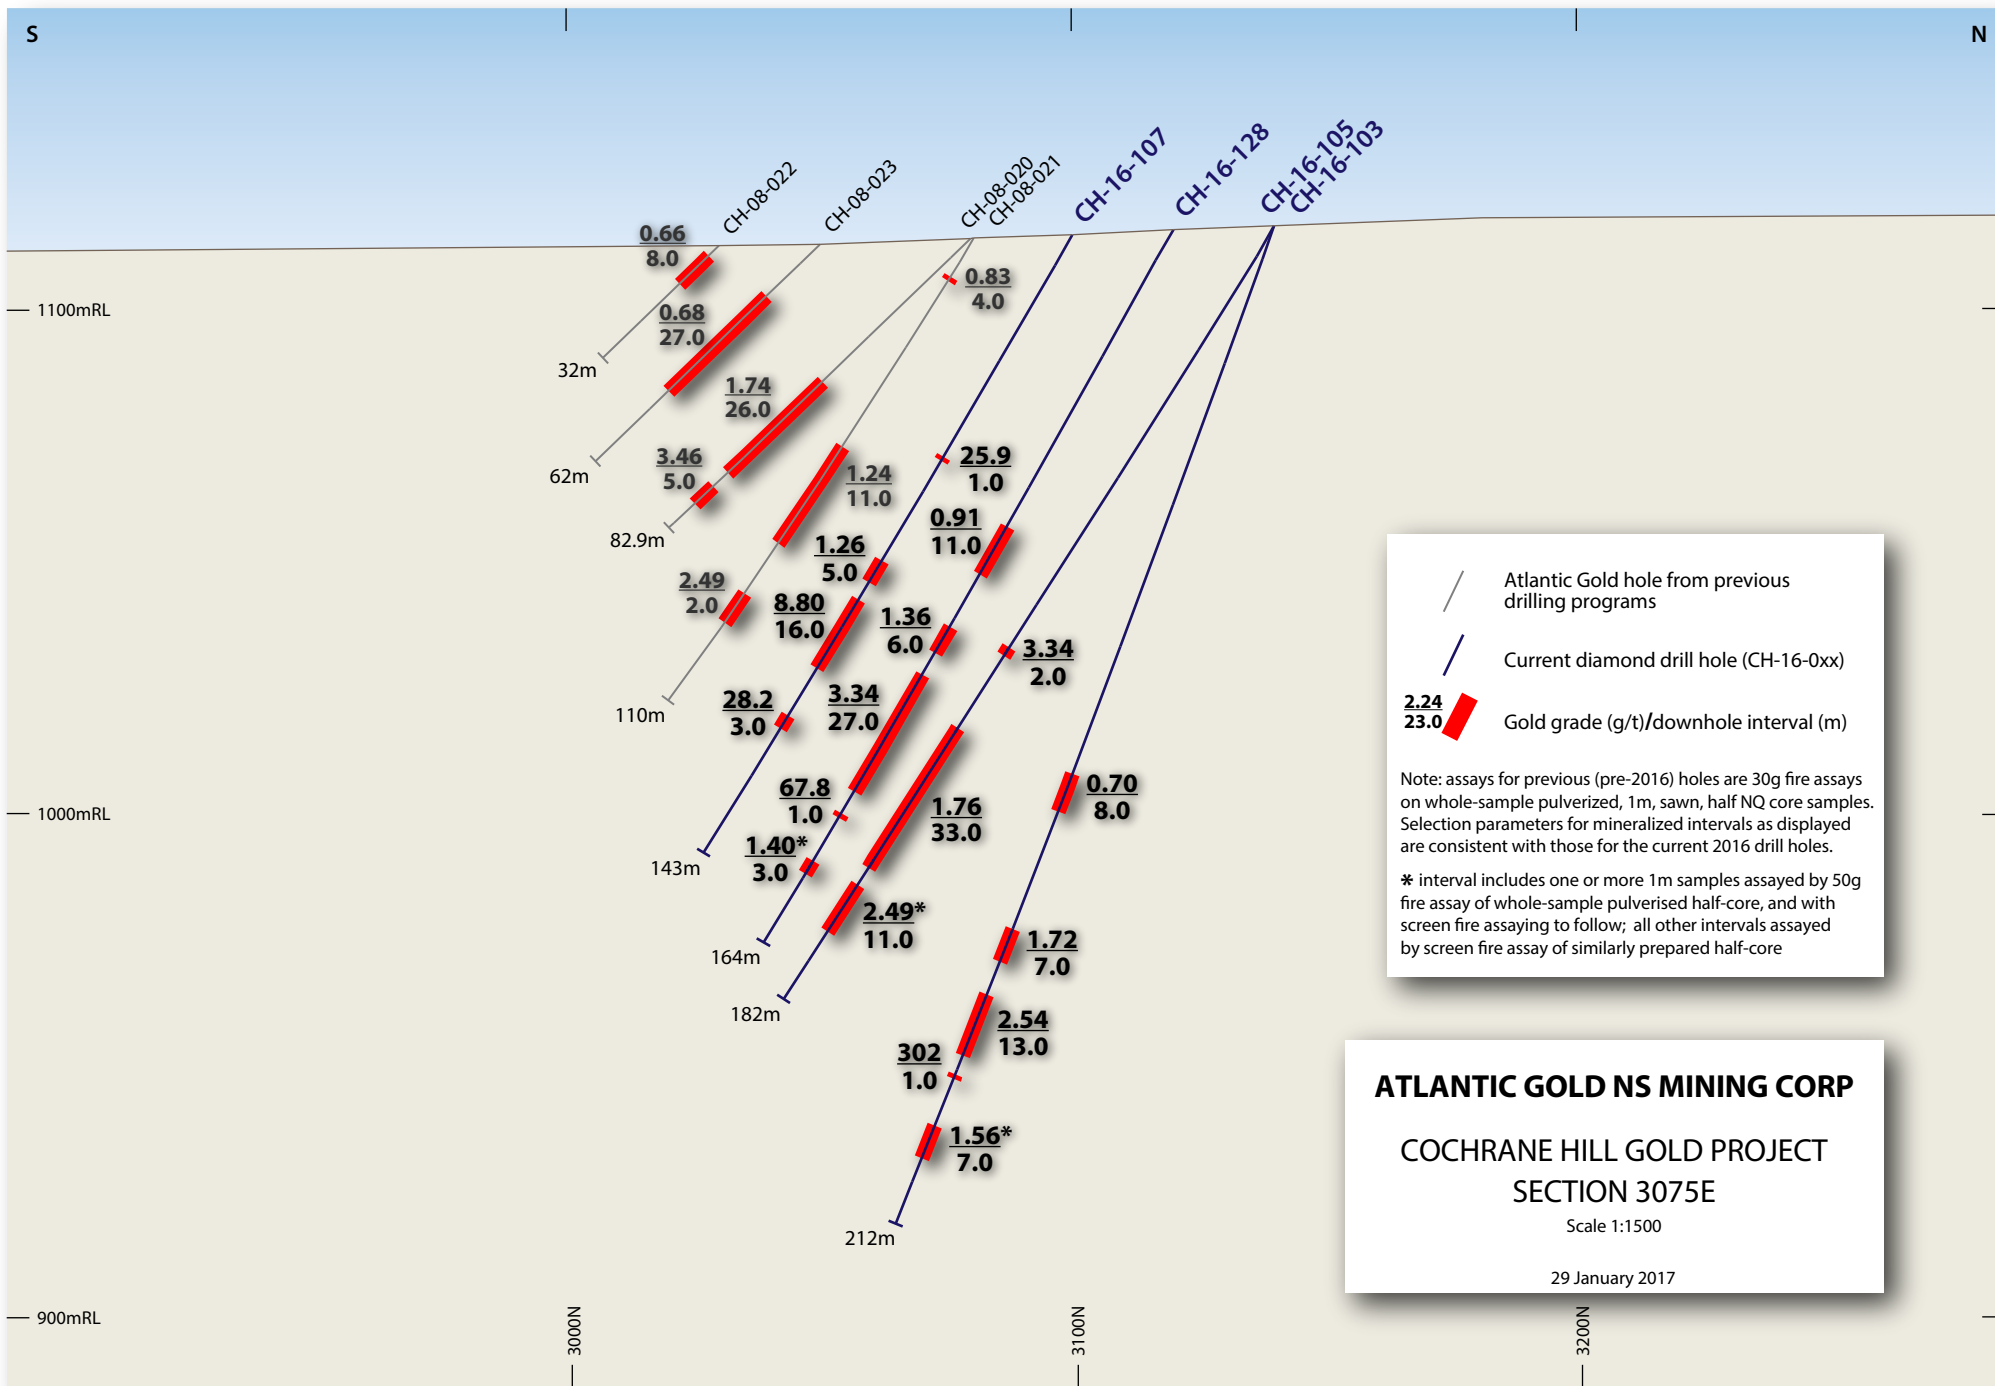 S
N
CH-08-022
CH-08-023
CH-08-020
CH-08-021
CH-16-107
CH-16-128
CH-16-105
CH-16-103
0.66
8.0
0.83
4.0
1100mRL
0.68
27.0
32m
1.74
26.0
3.46
5.0
62m
25.9
1.0
1.24
11.0
0.91
11.0
82.9m
1.26
5.0
2.49
2.0
8.80
16.0
1.36
6.0
3.34
2.0
110m
28.2
3.0
3.34
27.0
67.8
1.0
0.70
8.0
1000mRL
1.76
33.0
143m
1.40*
3.0
2.49*
11.0
164m
1.72
7.0
182m
2.54
13.0
302
1.0
1.56*
7.0
212m
Atlantic Gold hole from previous
drilling programs
Current diamond drill hole (CH-16-0xx)
2.24
23.0
Gold grade (g/t)/downhole interval (m)
Note: assays for previous (pre-2016) holes are 30g fire assays
on whole-sample pulverized, 1m, sawn, half NQ core samples.
Selection parameters for mineralized intervals as displayed
are consistent with those for the current 2016 drill holes.
* interval includes one or more 1m samples assayed by 50g
fire assay of whole-sample pulverised half-core, and with
screen fire assaying to follow; all other intervals assayed
by screen fire assay of similarly prepared half-core
ATLANTIC GOLD NS MINING CORP
COCHRANE HILL GOLD PROJECT
SECTION 3075E
Scale 1:1500
29 January 2017
900mRL
3000N
3100N
3200N